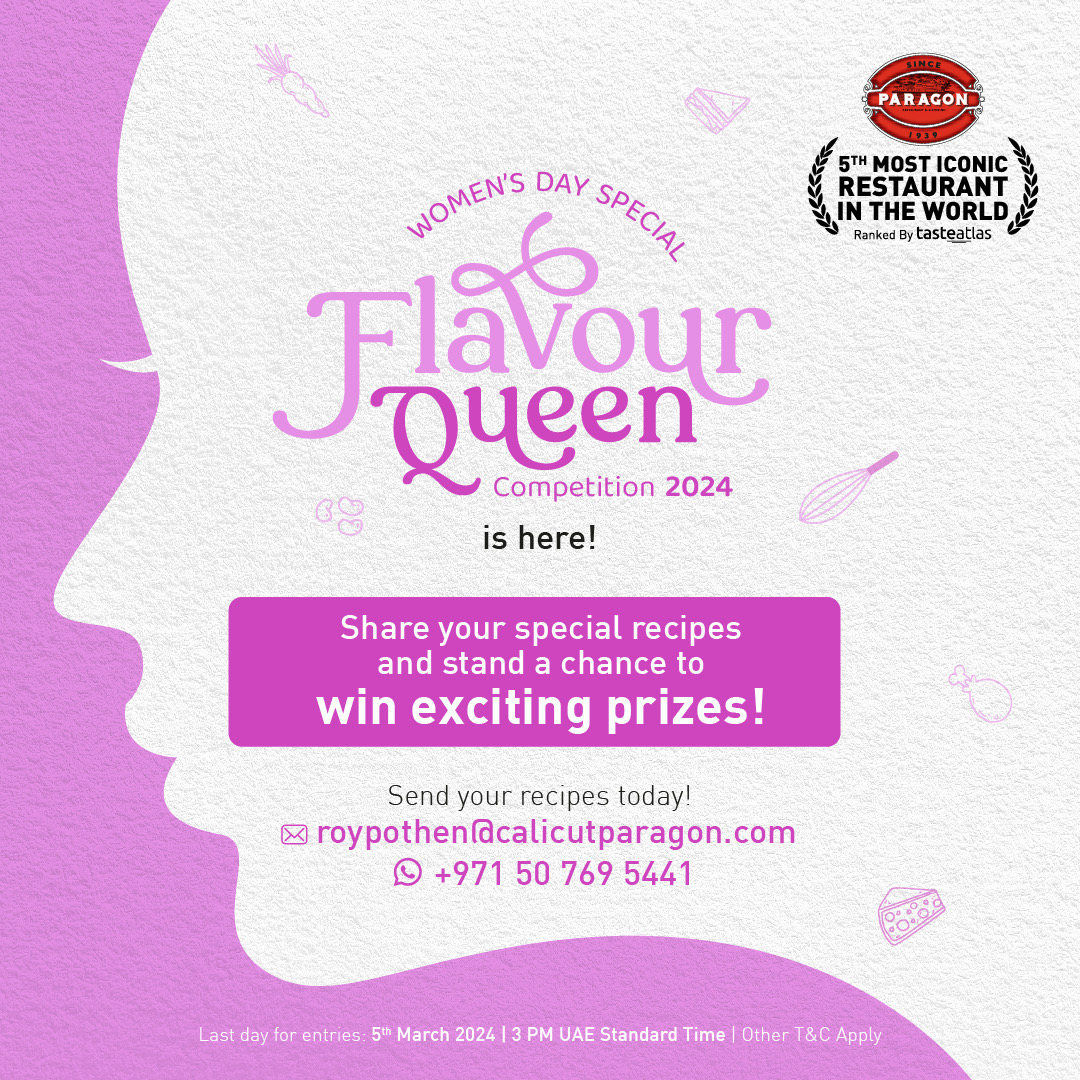 SINCE
PARAGON
1939
5TH MOST ICONIC
RESTAURANT
IN THE WORLD
Ranked By tasteatlas
WOMEN'S DAY SPECIAL
Flavour
Queen
Competition 2024
is here!
Share your special recipes
and stand a chance to
win exciting prizes!
Send your recipes today!
roypothen@calicutparagon.com
+971 50 769 5441
Last day for entries: 5th March 2024 | 3 PM UAE Standard Time | Other T&C Apply